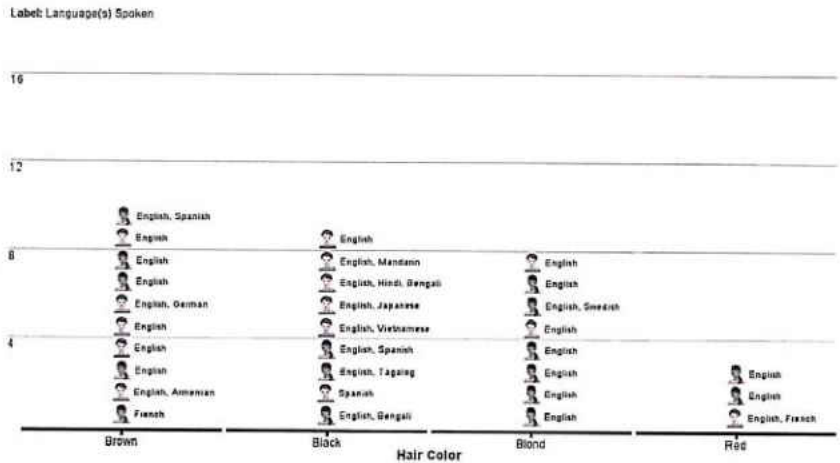 Label: Language(s) Spoken
16
12
8
4
English, Spanish
English
English
English
English, German
English
English
English
English, Armenian
French
English
English, Mandarin
English, Hindi, Bengali
English, Japanese
English, Vietnamese
English, Spanish
English, Tagalog
Spanish
English, Bengali
English
English
English, Swedish
English
English
English
English
English
English
English
English, French
Brown
Black
Blond
Red
Hair Color